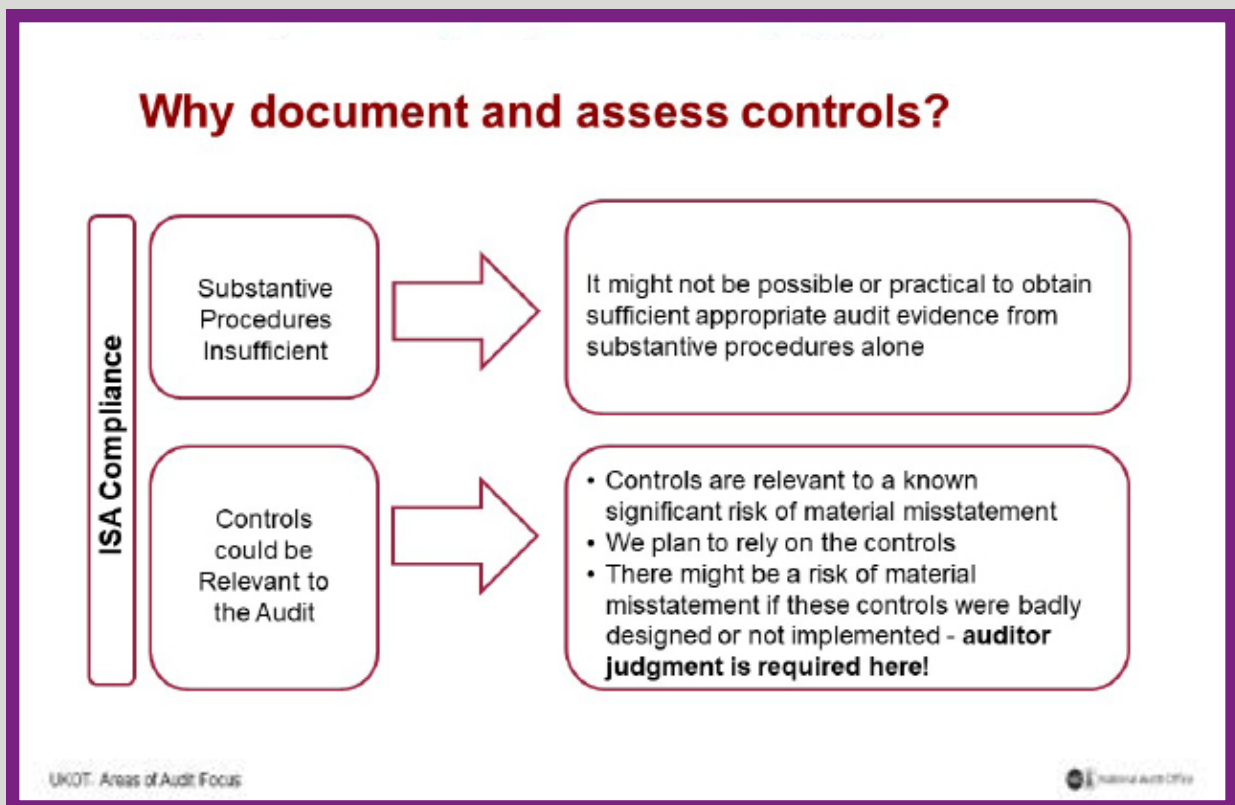 Why document and assess controls?
ISA Compliance
Substantive
Procedures
Insufficient
It might not be possible or practical to obtain
sufficient appropriate audit evidence from
substantive procedures alone
Controls
could be
Relevant to
the Audit
• Controls are relevant to a known
significant risk of material misstatement
• We plan to rely on the controls
• There might be a risk of material
misstatement if these controls were badly
designed or not implemented - auditor
judgment is required here!
UKOT: Areas of Audit Focus
National Audit Office